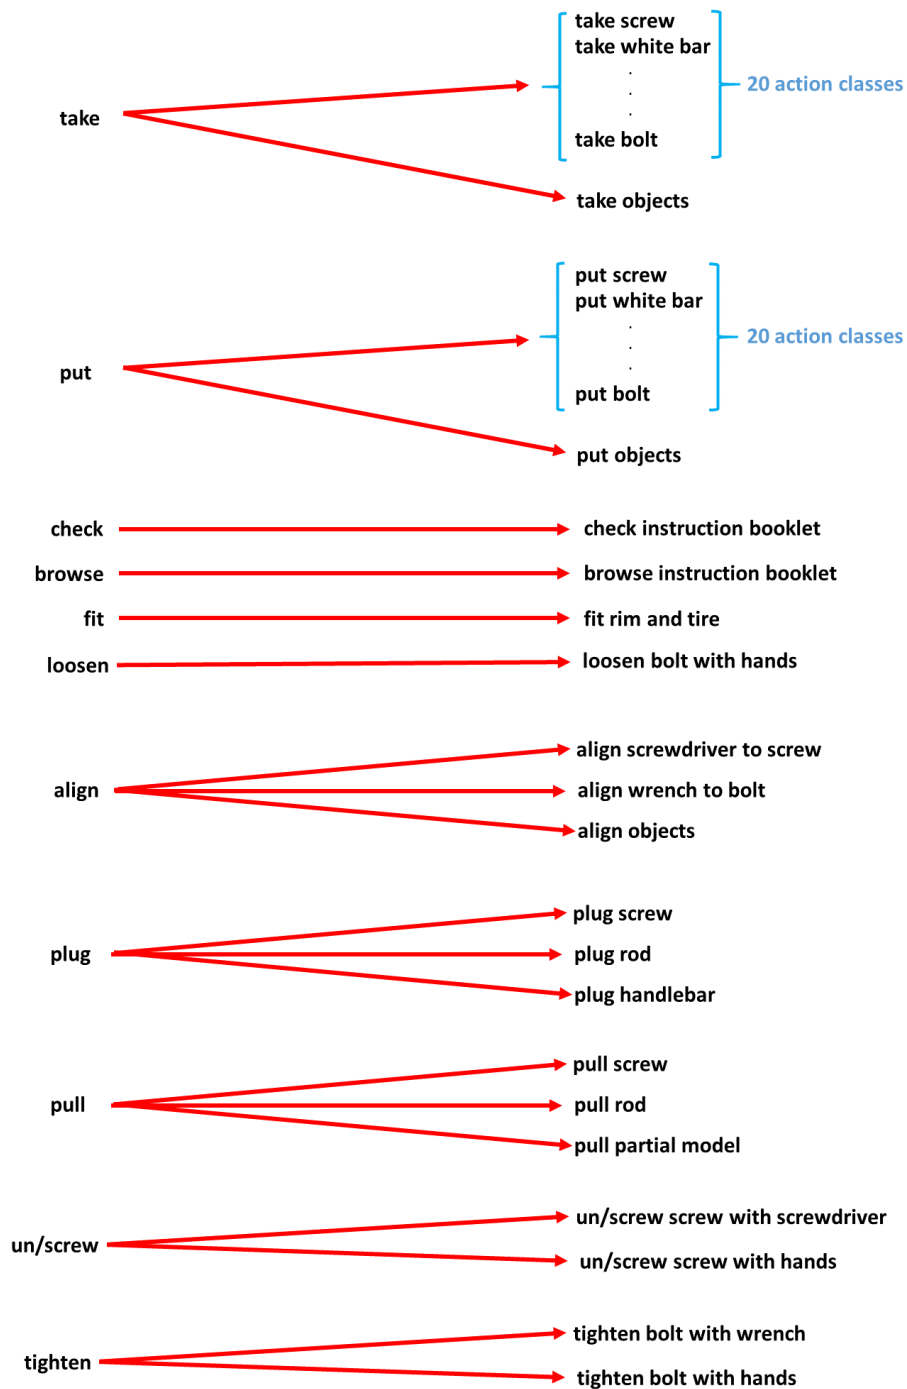 take
take screw
take white bar
.
.
.
take bolt
20 action classes
take objects
put
put screw
put white bar
.
.
.
put bolt
20 action classes
put objects
check
check instruction booklet
browse
browse instruction booklet
fit
fit rim and tire
loosen
loosen bolt with hands
align
align screwdriver to screw
align wrench to bolt
align objects
plug
plug screw
plug rod
plug handlebar
pull
pull screw
pull rod
pull partial model
un/screw
un/screw screw with screwdriver
un/screw screw with hands
tighten
tighten bolt with wrench
tighten bolt with hands